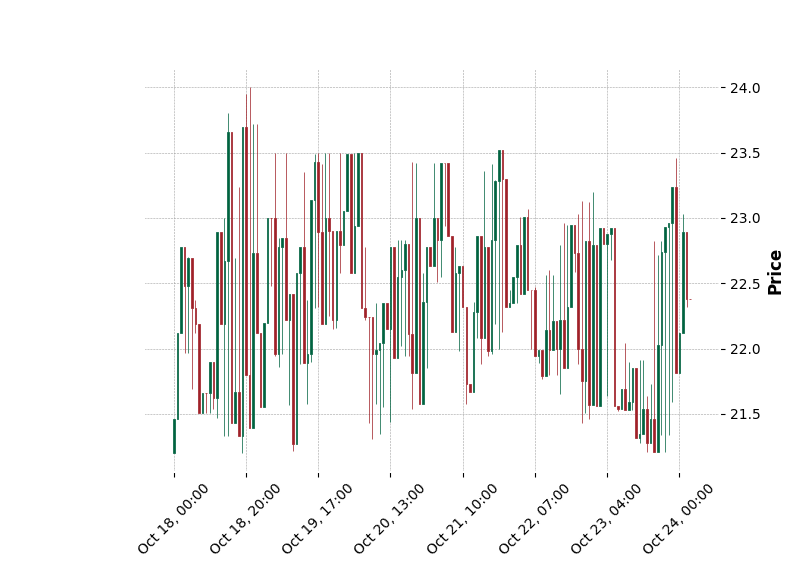 24.0
23.5
23.0
22.5
22.0
21.5
Price
Oct 18, 00:00
Oct 18, 20:00
Oct 19, 17:00
Oct 20, 13:00
Oct 21, 10:00
Oct 22, 07:00
Oct 23, 04:00
Oct 24, 00:00